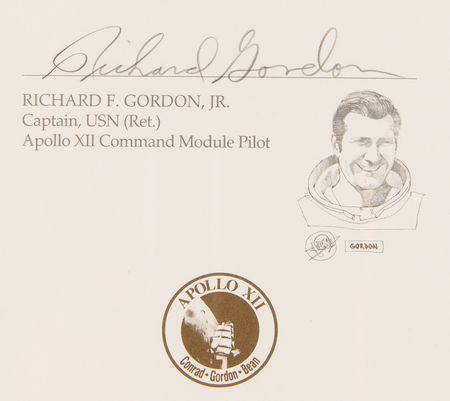 Richard Gordon
RICHARD F. GORDON, JR.
Captain, USN (Ret.)
Apollo XII Command Module Pilot
GORDON
APOLLO XII
Conrad • Gordon • Bean